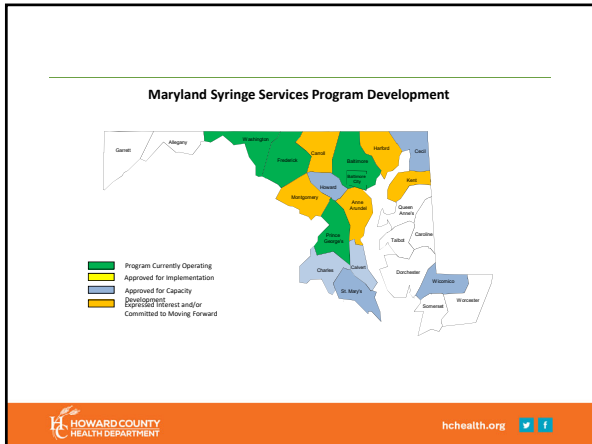 Maryland Syringe Services Program Development
Garrett
Allegany
Washington
Frederick
Carroll
Baltimore
Baltimore
City
Harford
Cecil
Howard
Montgomery
Anne
Arundel
Kent
Queen
Anne's
Prince
George's
Talbot
Caroline
Charles
Calvert
St. Mary's
Dorchester
Wicomico
Somerset
Worcester
Program Currently Operating
Approved for Implementation
Approved for Capacity
Development
Expressed Interest and/or
Committed to Moving Forward
HC HOWARD COUNTY
HEALTH DEPARTMENT
hchealth.org